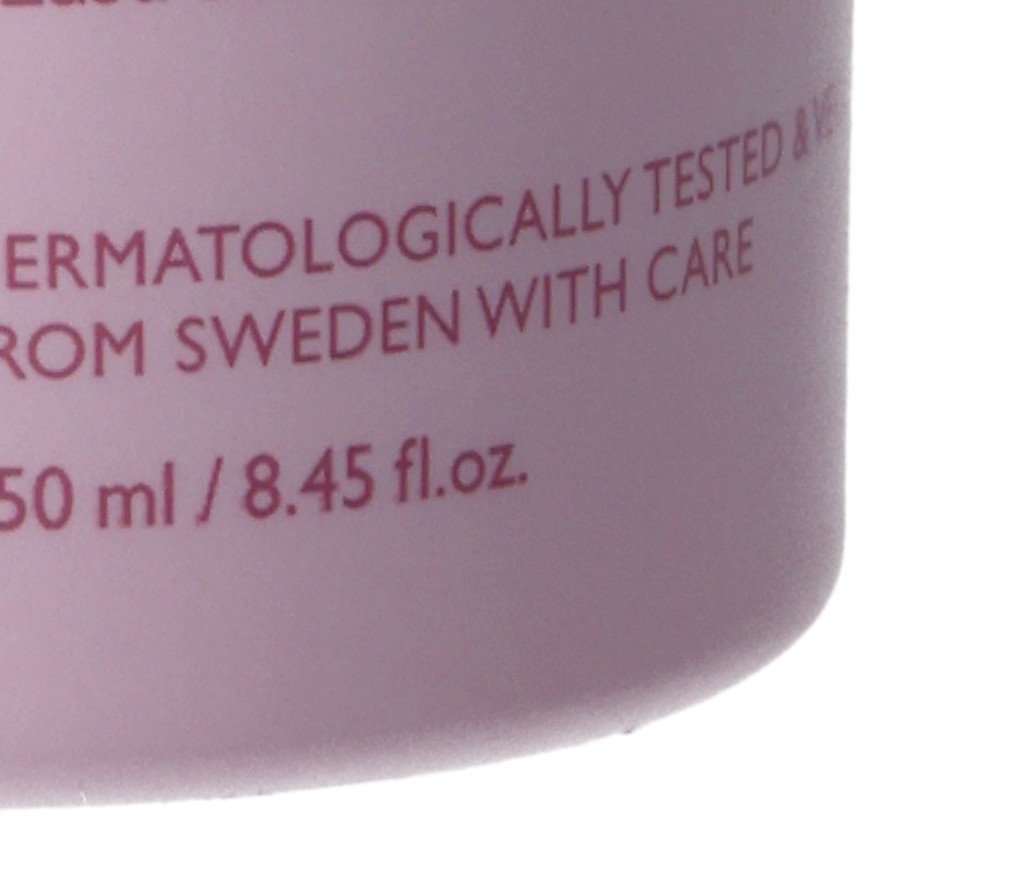 ERMATOLOGICALLY TESTED &
ROM SWEDEN WITH CARE
50 ml / 8.45 fl.oz.